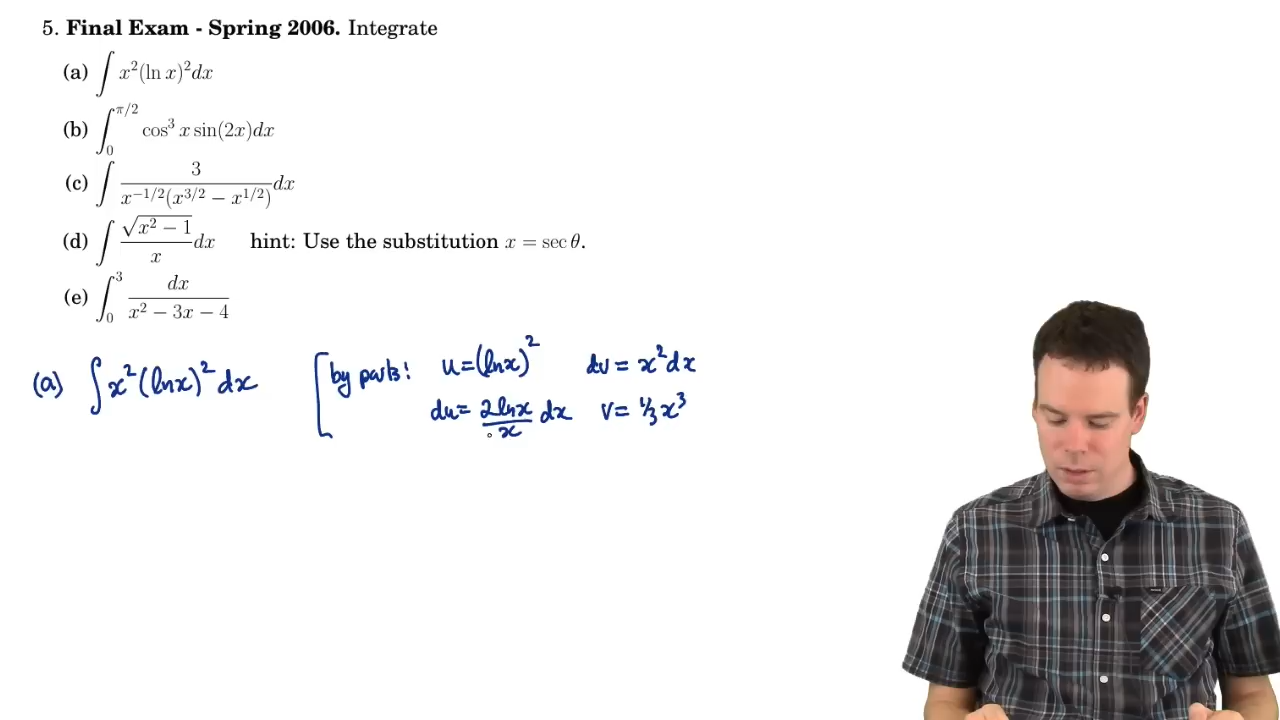 5. Final Exam - Spring 2006. Integrate
(a) ∫ x²(ln x)²dx
(b) ∫₀^{π/2} cos³ x sin(2x)dx
(c) ∫ 3/(x^{-1/2}(x^{3/2} − x^{1/2})) dx
(d) ∫ √(x² − 1)/x dx hint: Use the substitution x = sec θ.
(e) ∫₀³ dx/(x² − 3x − 4)
(a) ∫x²(lnx)²dx [by parts: u=(lnx)² dv = x²dx
du= 2lnx/x dx v= ⅓x³